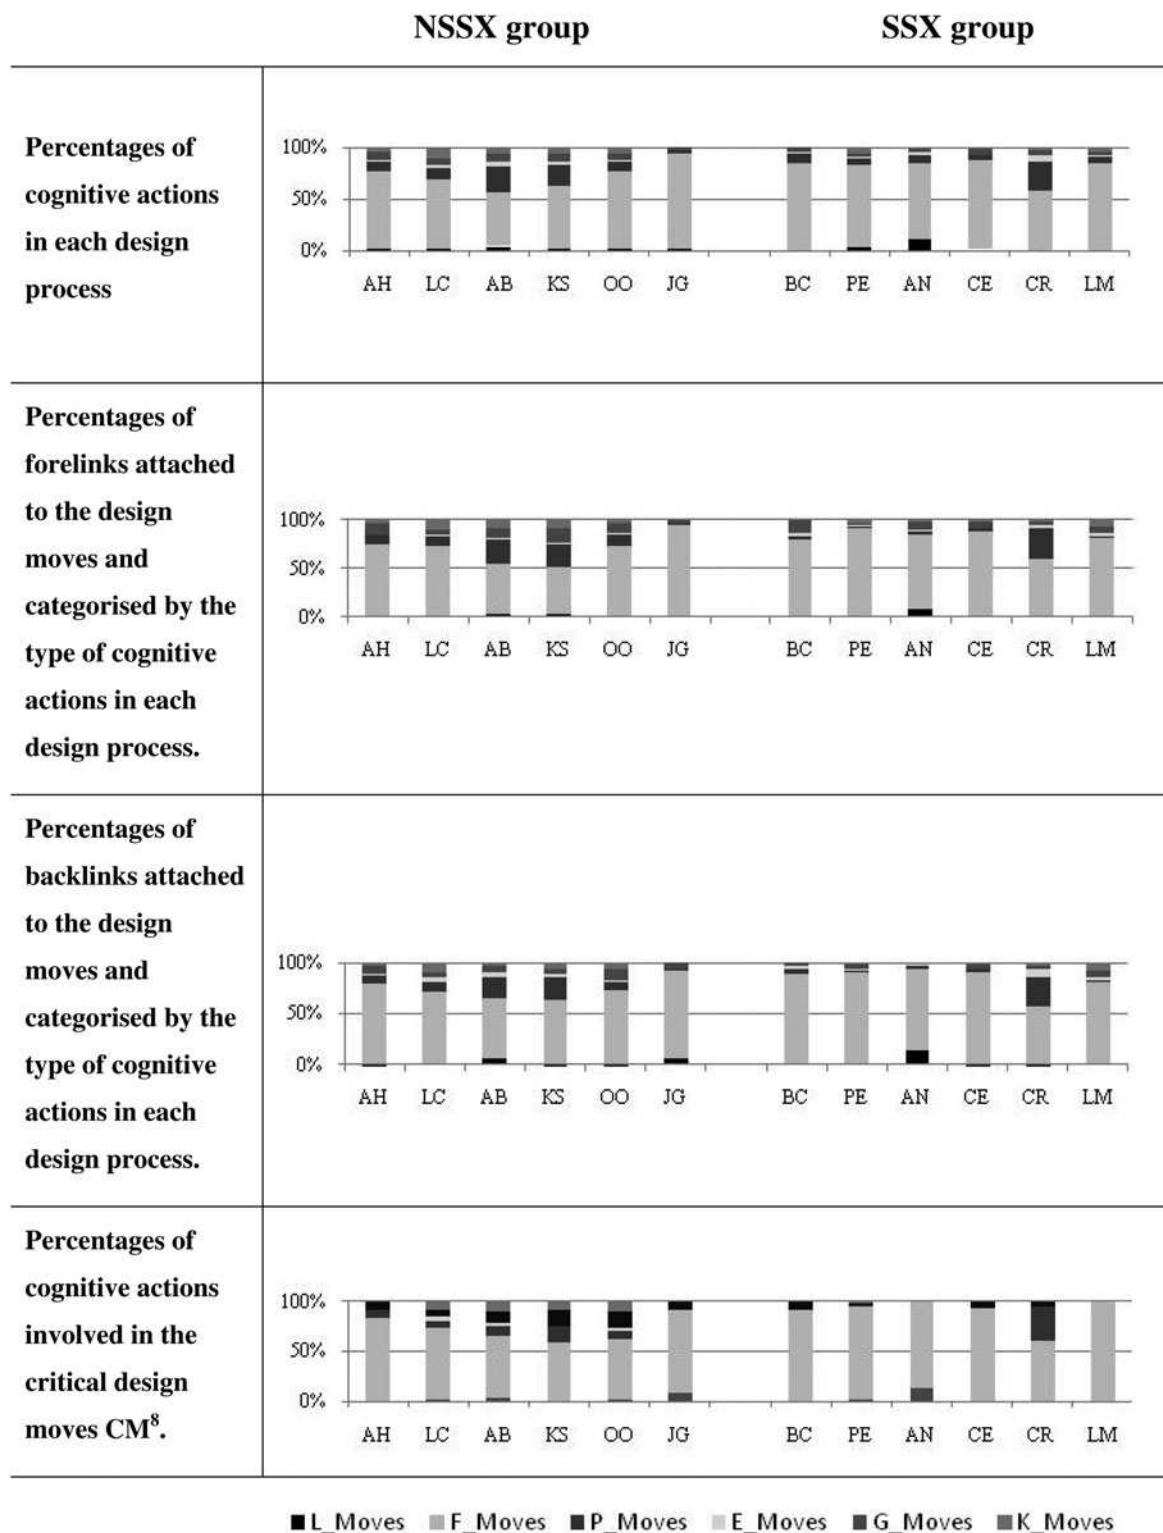 NSSX group SSX group
Percentages of
cognitive actions
in each design
process
100%
50%
0%
AH LC AB KS OO JG BC PE AN CE CR LM
Percentages of
forelinks attached
to the design
moves and
categorised by the
type of cognitive
actions in each
design process.
100%
50%
0%
AH LC AB KS OO JG BC PE AN CE CR LM
Percentages of
backlinks attached
to the design
moves and
categorised by the
type of cognitive
actions in each
design process.
100%
50%
0%
AH LC AB KS OO JG BC PE AN CE CR LM
Percentages of
cognitive actions
involved in the
critical design
moves CM⁸.
100%
50%
0%
AH LC AB KS OO JG BC PE AN CE CR LM
L_Moves F_Moves P_Moves E_Moves G_Moves K_Moves